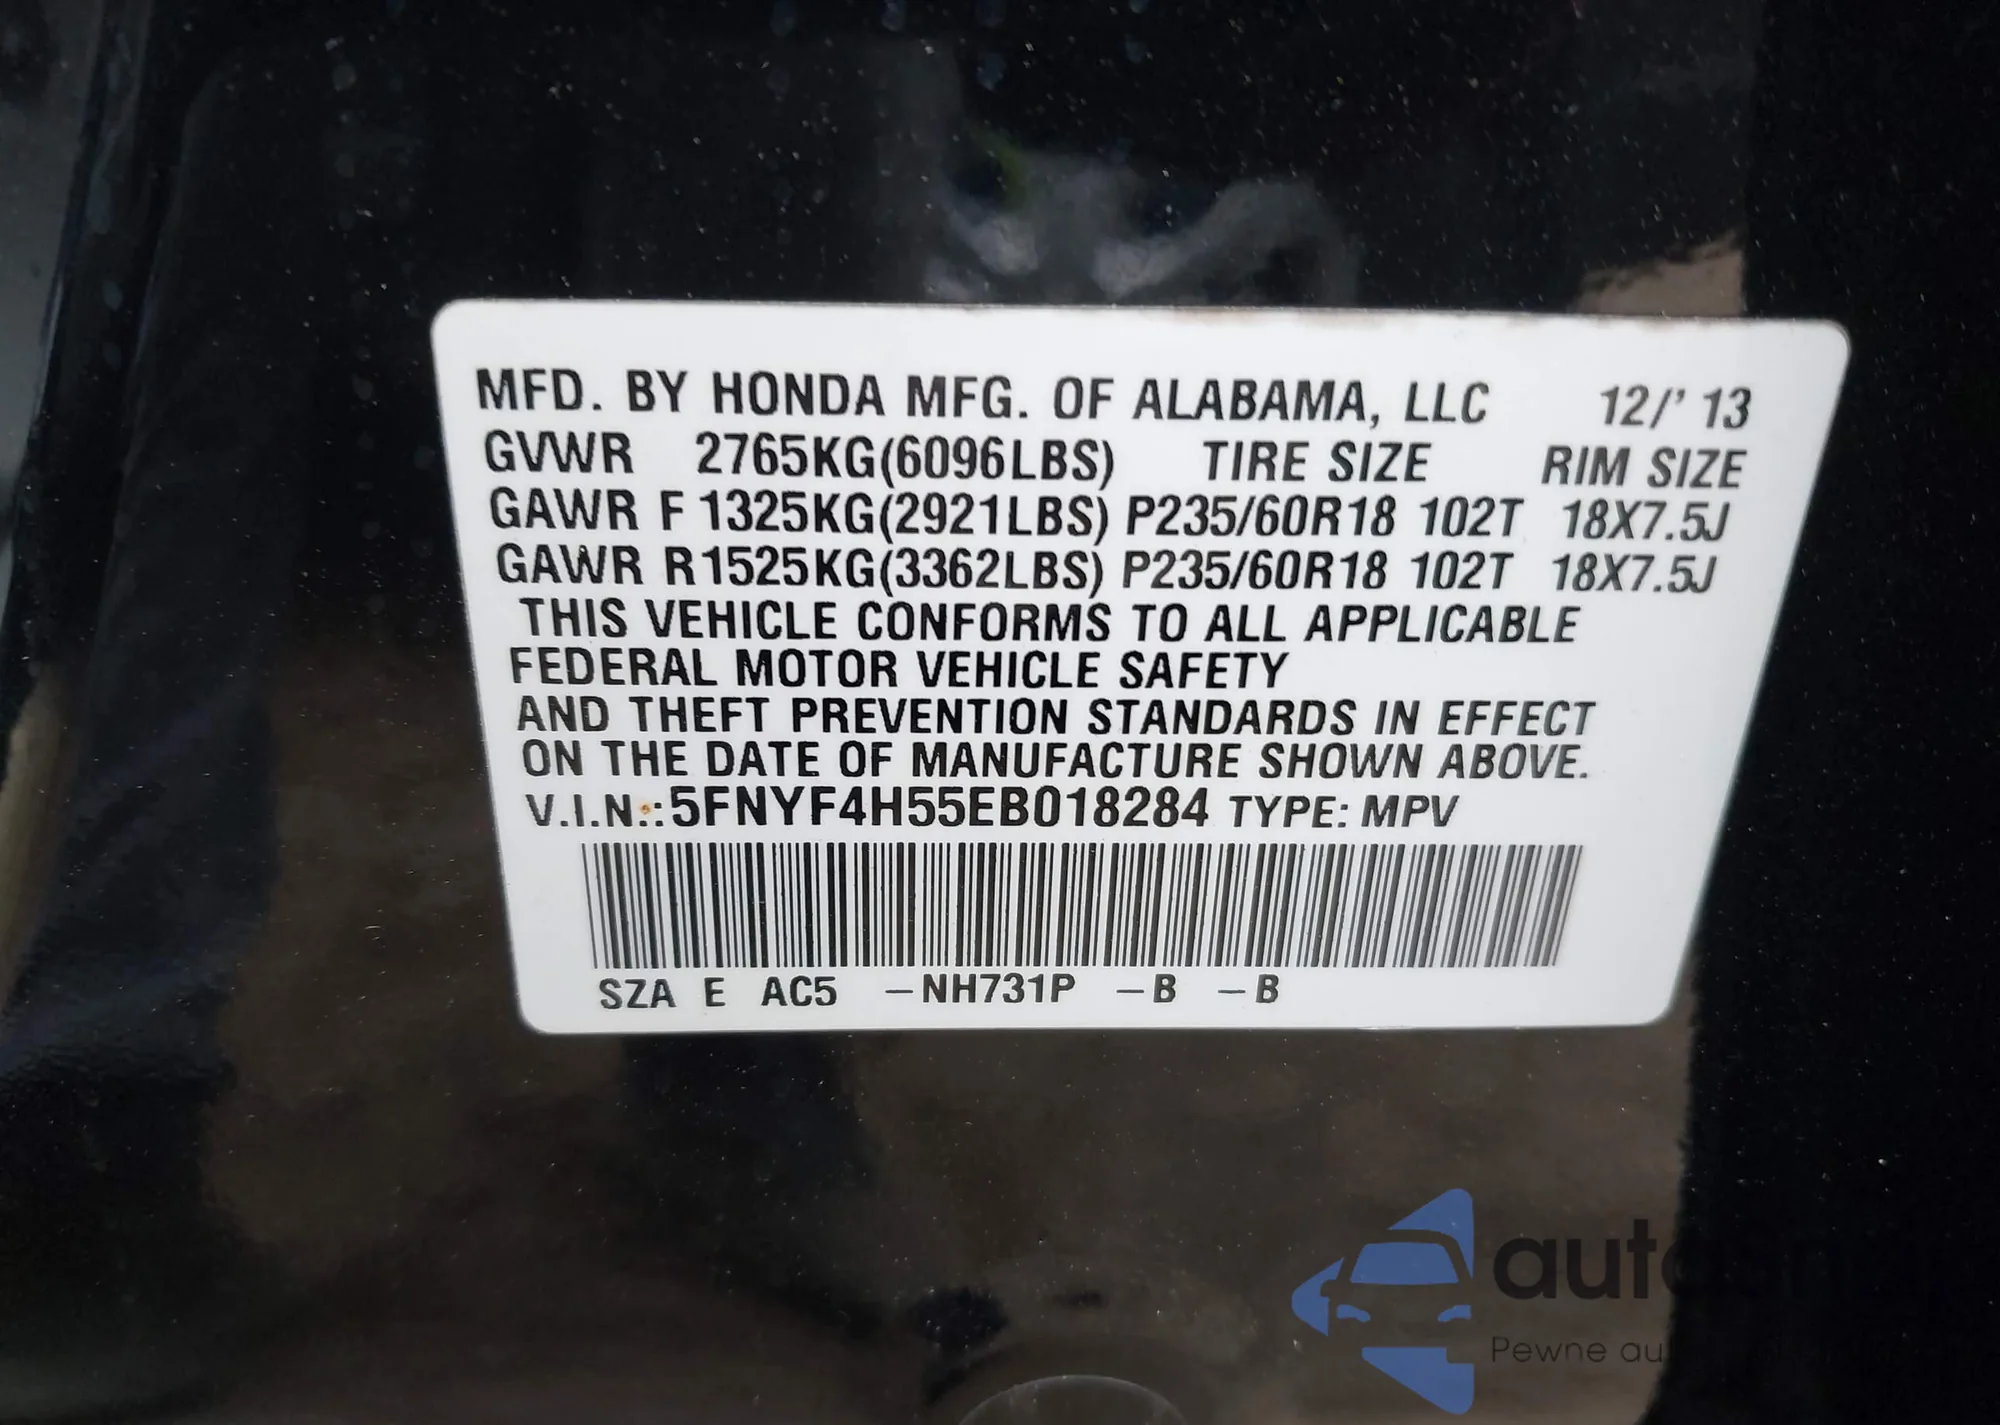 MFD. BY HONDA MFG. OF ALABAMA, LLC 12/' 13
GVWR 2765KG(6096LBS) TIRE SIZE RIM SIZE
GAWR F 1325KG(2921LBS) P235/60R18 102T 18X7.5J
GAWR R1525KG(3362LBS) P235/60R18 102T 18X7.5J
THIS VEHICLE CONFORMS TO ALL APPLICABLE
FEDERAL MOTOR VEHICLE SAFETY
AND THEFT PREVENTION STANDARDS IN EFFECT
ON THE DATE OF MANUFACTURE SHOWN ABOVE.
V.I.N.: 5FNYF4H55EB018284 TYPE: MPV
SZA E AC5 -NH731P -B -B
Pewne